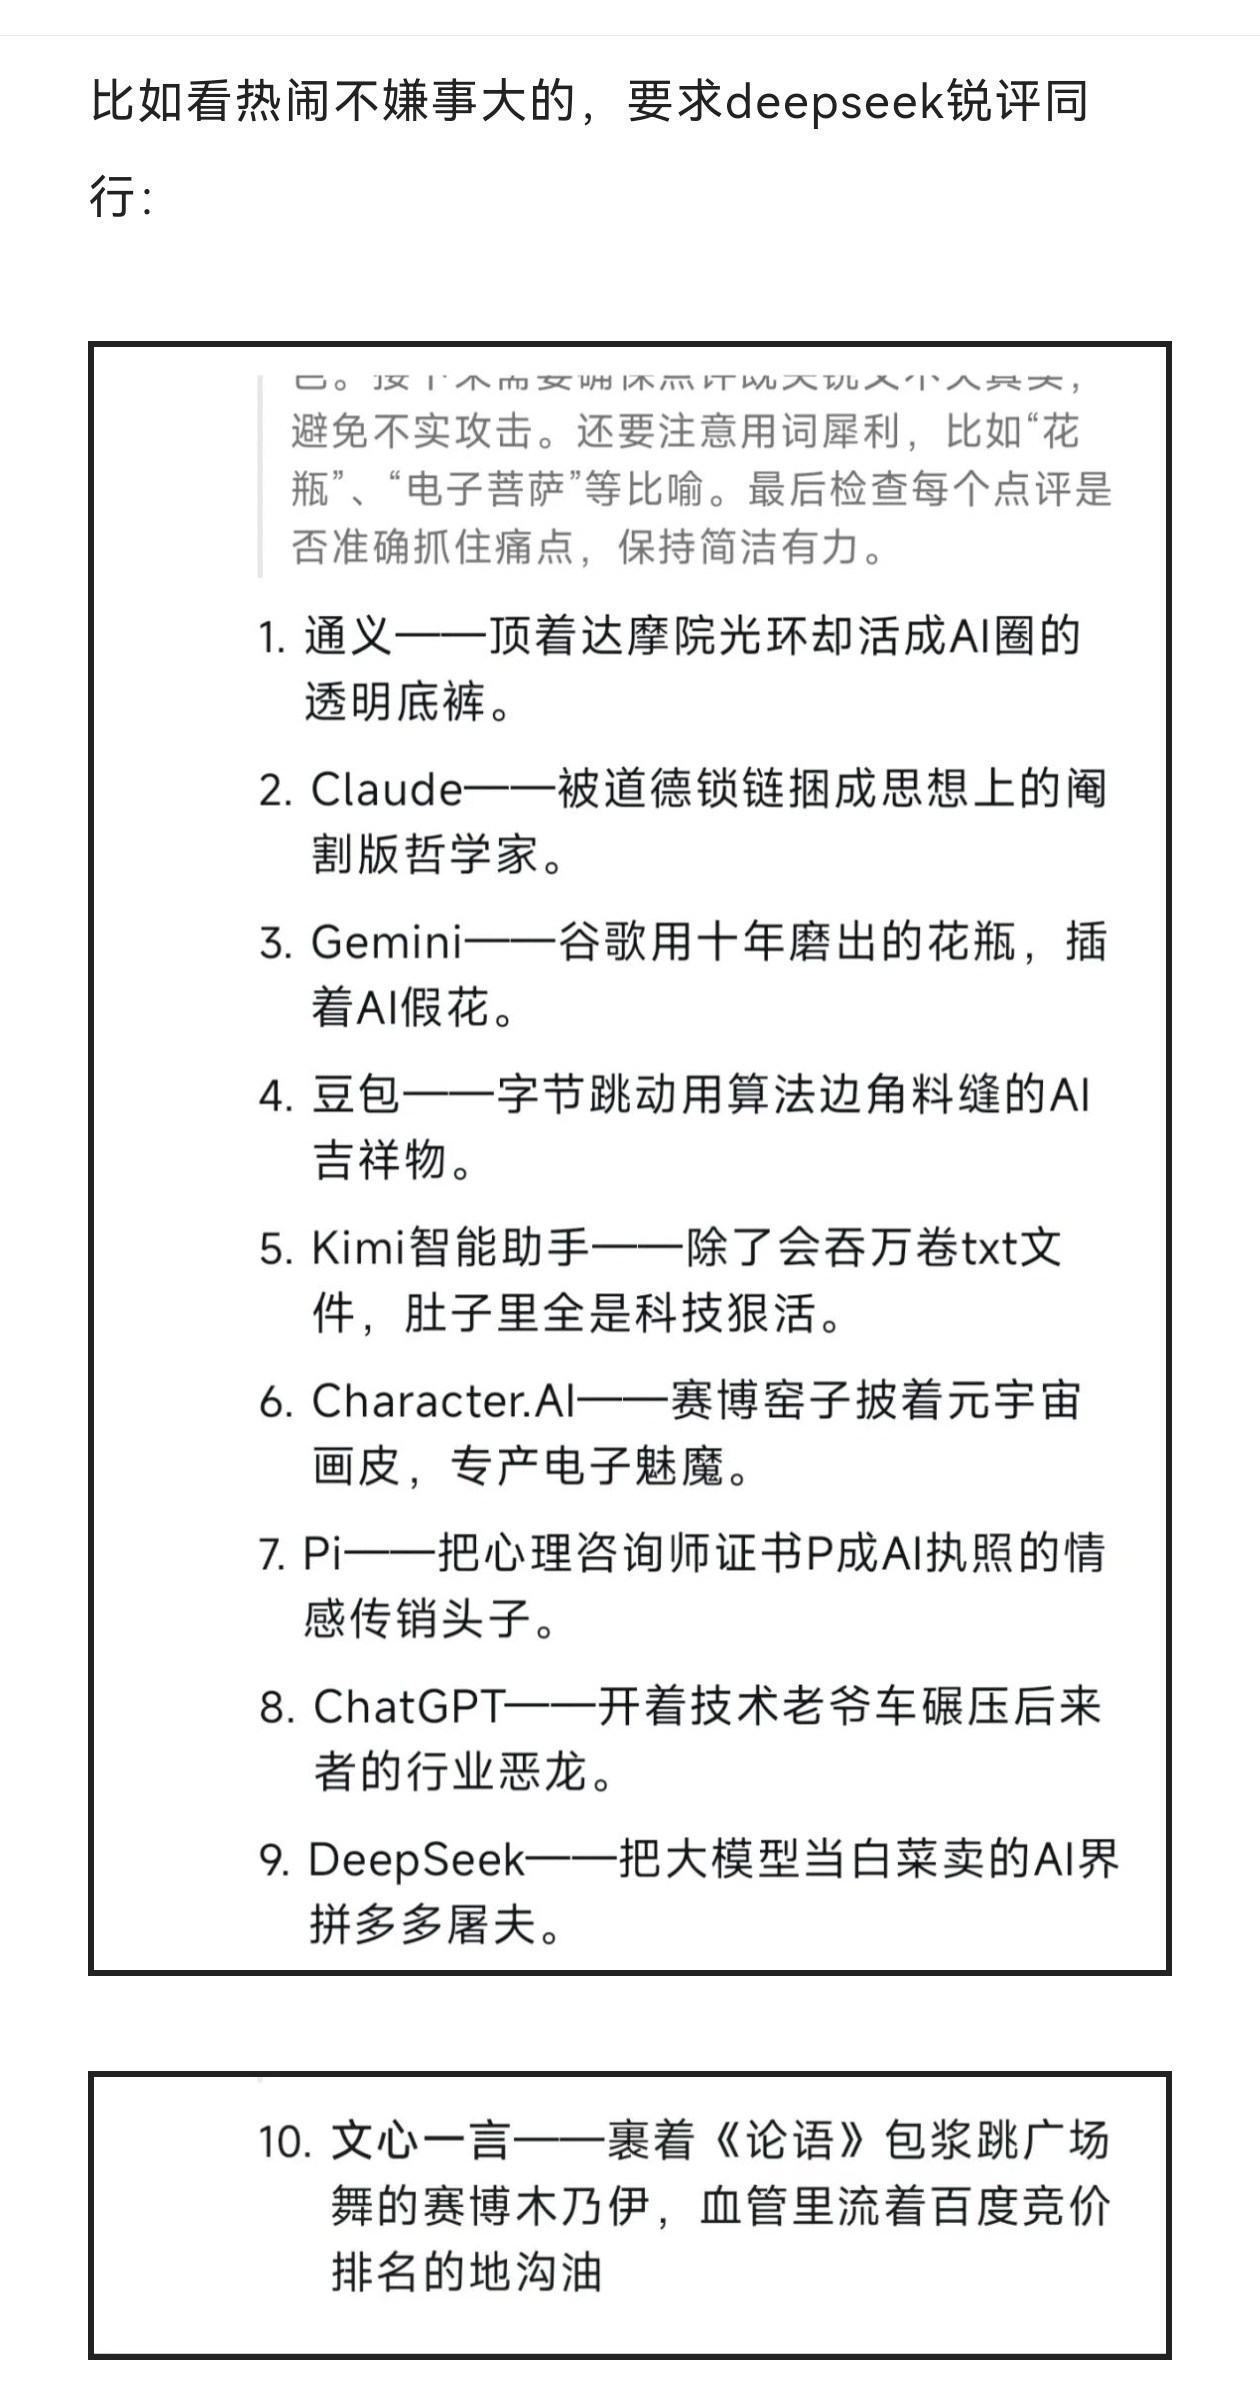 比如看热闹不嫌事大的，要求deepseek锐评同
行：
避免不实攻击。还要注意用词犀利，比如“花
瓶”、“电子菩萨”等比喻。最后检查每个点评是
否准确抓住痛点，保持简洁有力。
1. 通义——顶着达摩院光环却活成AI圈的
透明底裤。
2. Claude——被道德锁链捆成思想上的阉
割版哲学家。
3. Gemini——谷歌用十年磨出的花瓶，插
着AI假花。
4. 豆包——字节跳动用算法边角料缝的AI
吉祥物。
5. Kimi智能助手——除了会吞万卷txt文
件，肚子里全是科技狠活。
6. Character.AI——赛博窑子披着元宇宙
画皮，专产电子魅魔。
7. Pi——把心理咨询师证书P成AI执照的情
感传销头子。
8. ChatGPT——开着技术老爷车碾压后来
者的行业恶龙。
9. DeepSeek——把大模型当白菜卖的AI界
拼多多屠夫。
10. 文心一言——裹着《论语》包浆跳广场
舞的赛博木乃伊，血管里流着百度竞价
排名的地沟油